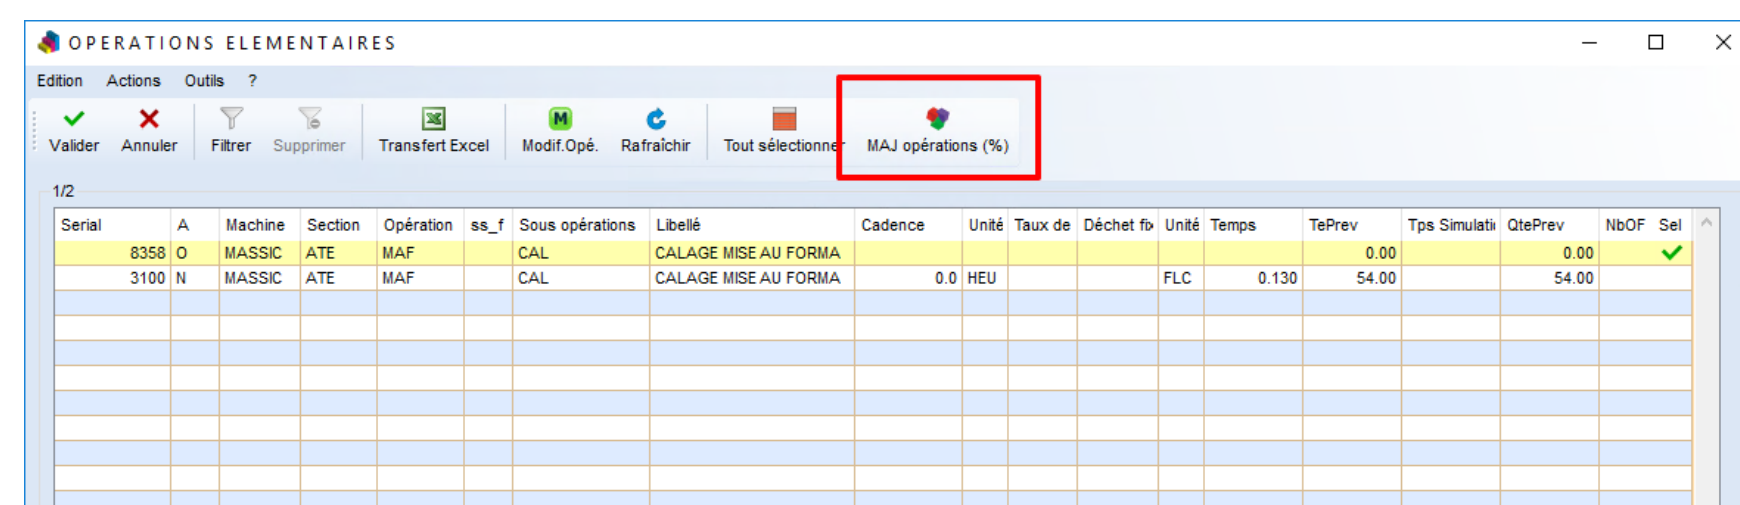 OPERATIONS ELEMENTAIRES
Edition Actions Outils ?
Valider Annuler Filtrer Supprimer Transfert Excel Modif.Opé. Rafraîchir Tout sélectionner MAJ opérations (%)
1/2
Serial A Machine Section Opération ss_f Sous opérations Libellé Cadence Unité Taux de Déchet fix Unité Temps TePrev Tps Simulatio QtePrev NbOF Sel
8358 O MASSIC ATE MAF CAL CALAGE MISE AU FORMA 0.00 0.00
3100 N MASSIC ATE MAF CAL CALAGE MISE AU FORMA 0.0 HEU FLC 0.130 54.00 54.00